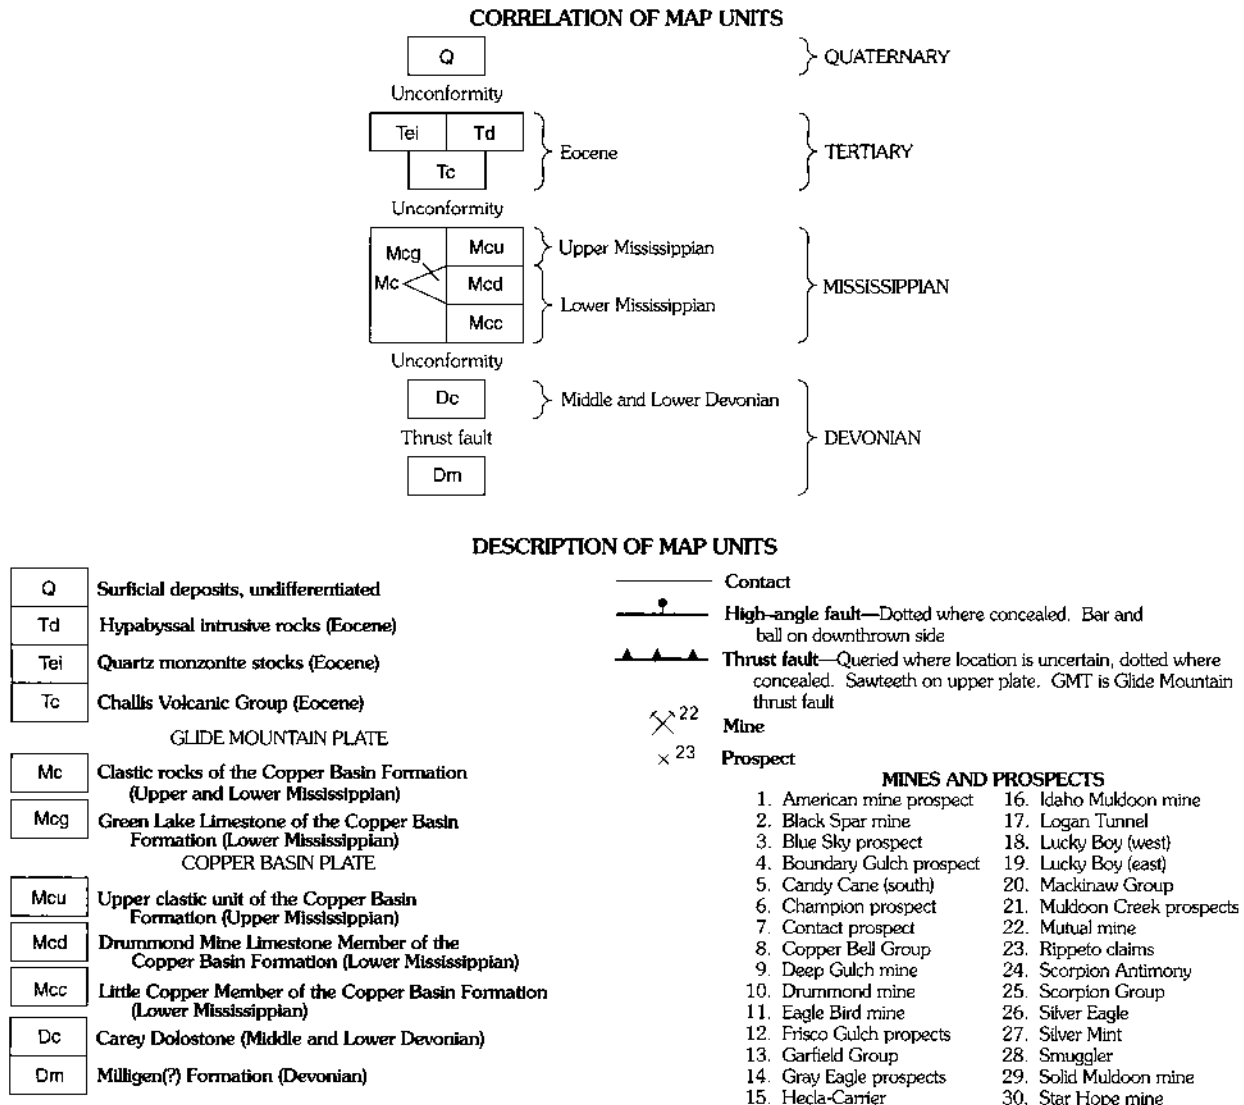 CORRELATION OF MAP UNITS
Q
QUATERNARY
Unconformity
Tei
Td
Eocene
TERTIARY
Tc
Unconformity
Mcg
Mcu
Upper Mississippian
Mc
Mcd
MISSISSIPPIAN
Lower Mississippian
Mcc
Unconformity
Dc
Middle and Lower Devonian
Thrust fault
DEVONIAN
Dm
DESCRIPTION OF MAP UNITS
Q Surficial deposits, undifferentiated
Td Hypabyssal intrusive rocks (Eocene)
Tei Quartz monzonite stocks (Eocene)
Tc Challis Volcanic Group (Eocene)
GLIDE MOUNTAIN PLATE
Mc Clastic rocks of the Copper Basin Formation
(Upper and Lower Mississippian)
Mcg Green Lake Limestone of the Copper Basin
Formation (Lower Mississippian)
COPPER BASIN PLATE
Mcu Upper clastic unit of the Copper Basin
Formation (Upper Mississippian)
Mcd Drummond Mine Limestone Member of the
Copper Basin Formation (Lower Mississippian)
Mcc Little Copper Member of the Copper Basin Formation
(Lower Mississippian)
Dc Carey Dolostone (Middle and Lower Devonian)
Dm Milligen(?) Formation (Devonian)
Contact
High-angle fault—Dotted where concealed. Bar and
ball on downthrown side
Thrust fault—Queried where location is uncertain, dotted where
concealed. Sawteeth on upper plate. GMT is Glide Mountain
thrust fault
22 Mine
23 Prospect
MINES AND PROSPECTS
1. American mine prospect
2. Black Spar mine
3. Blue Sky prospect
4. Boundary Gulch prospect
5. Candy Cane (south)
6. Champion prospect
7. Contact prospect
8. Copper Bell Group
9. Deep Gulch mine
10. Drummond mine
11. Eagle Bird mine
12. Frisco Gulch propects
13. Garfield Group
14. Gray Eagle prospects
15. Hecla-Carrier
16. Idaho Muldoon mine
17. Logan Tunnel
18. Lucky Boy (west)
19. Lucky Boy (east)
20. Mackinaw Group
21. Muldoon Creek prospects
22. Mutual mine
23. Rippeto claims
24. Scorpion Antimony
25. Scorpion Group
26. Silver Eagle
27. Silver Mint
28. Smuggler
29. Solid Muldoon mine
30. Star Hope mine